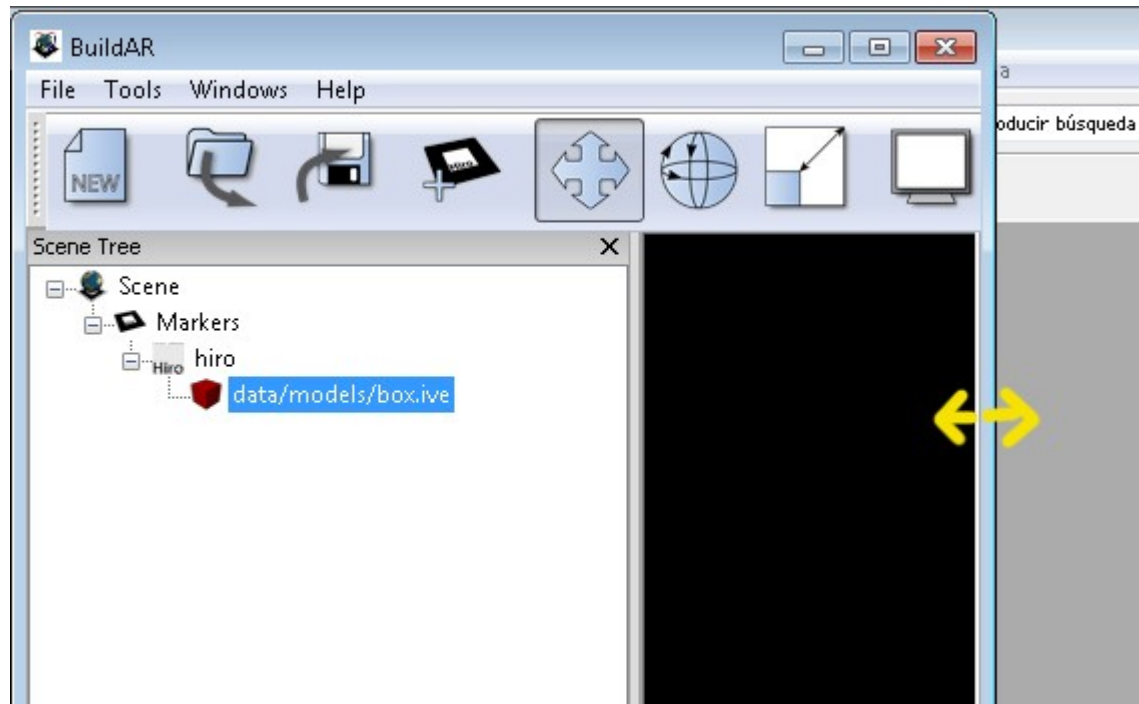 BuildAR
File Tools Windows Help
a
oducir búsqueda
NEW
Hiro
Scene Tree
Scene
Markers
Hiro hiro
data/models/box.ive